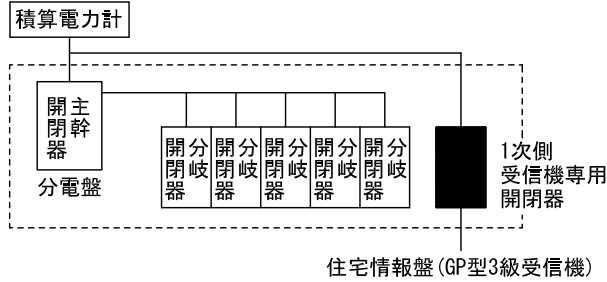 積算電力計
主幹
開閉器
分電盤
分岐
開閉器
分岐
開閉器
分岐
開閉器
分岐
開閉器
分岐
開閉器
1次側
受信機専用
開閉器
住宅情報盤(GP型3級受信機)